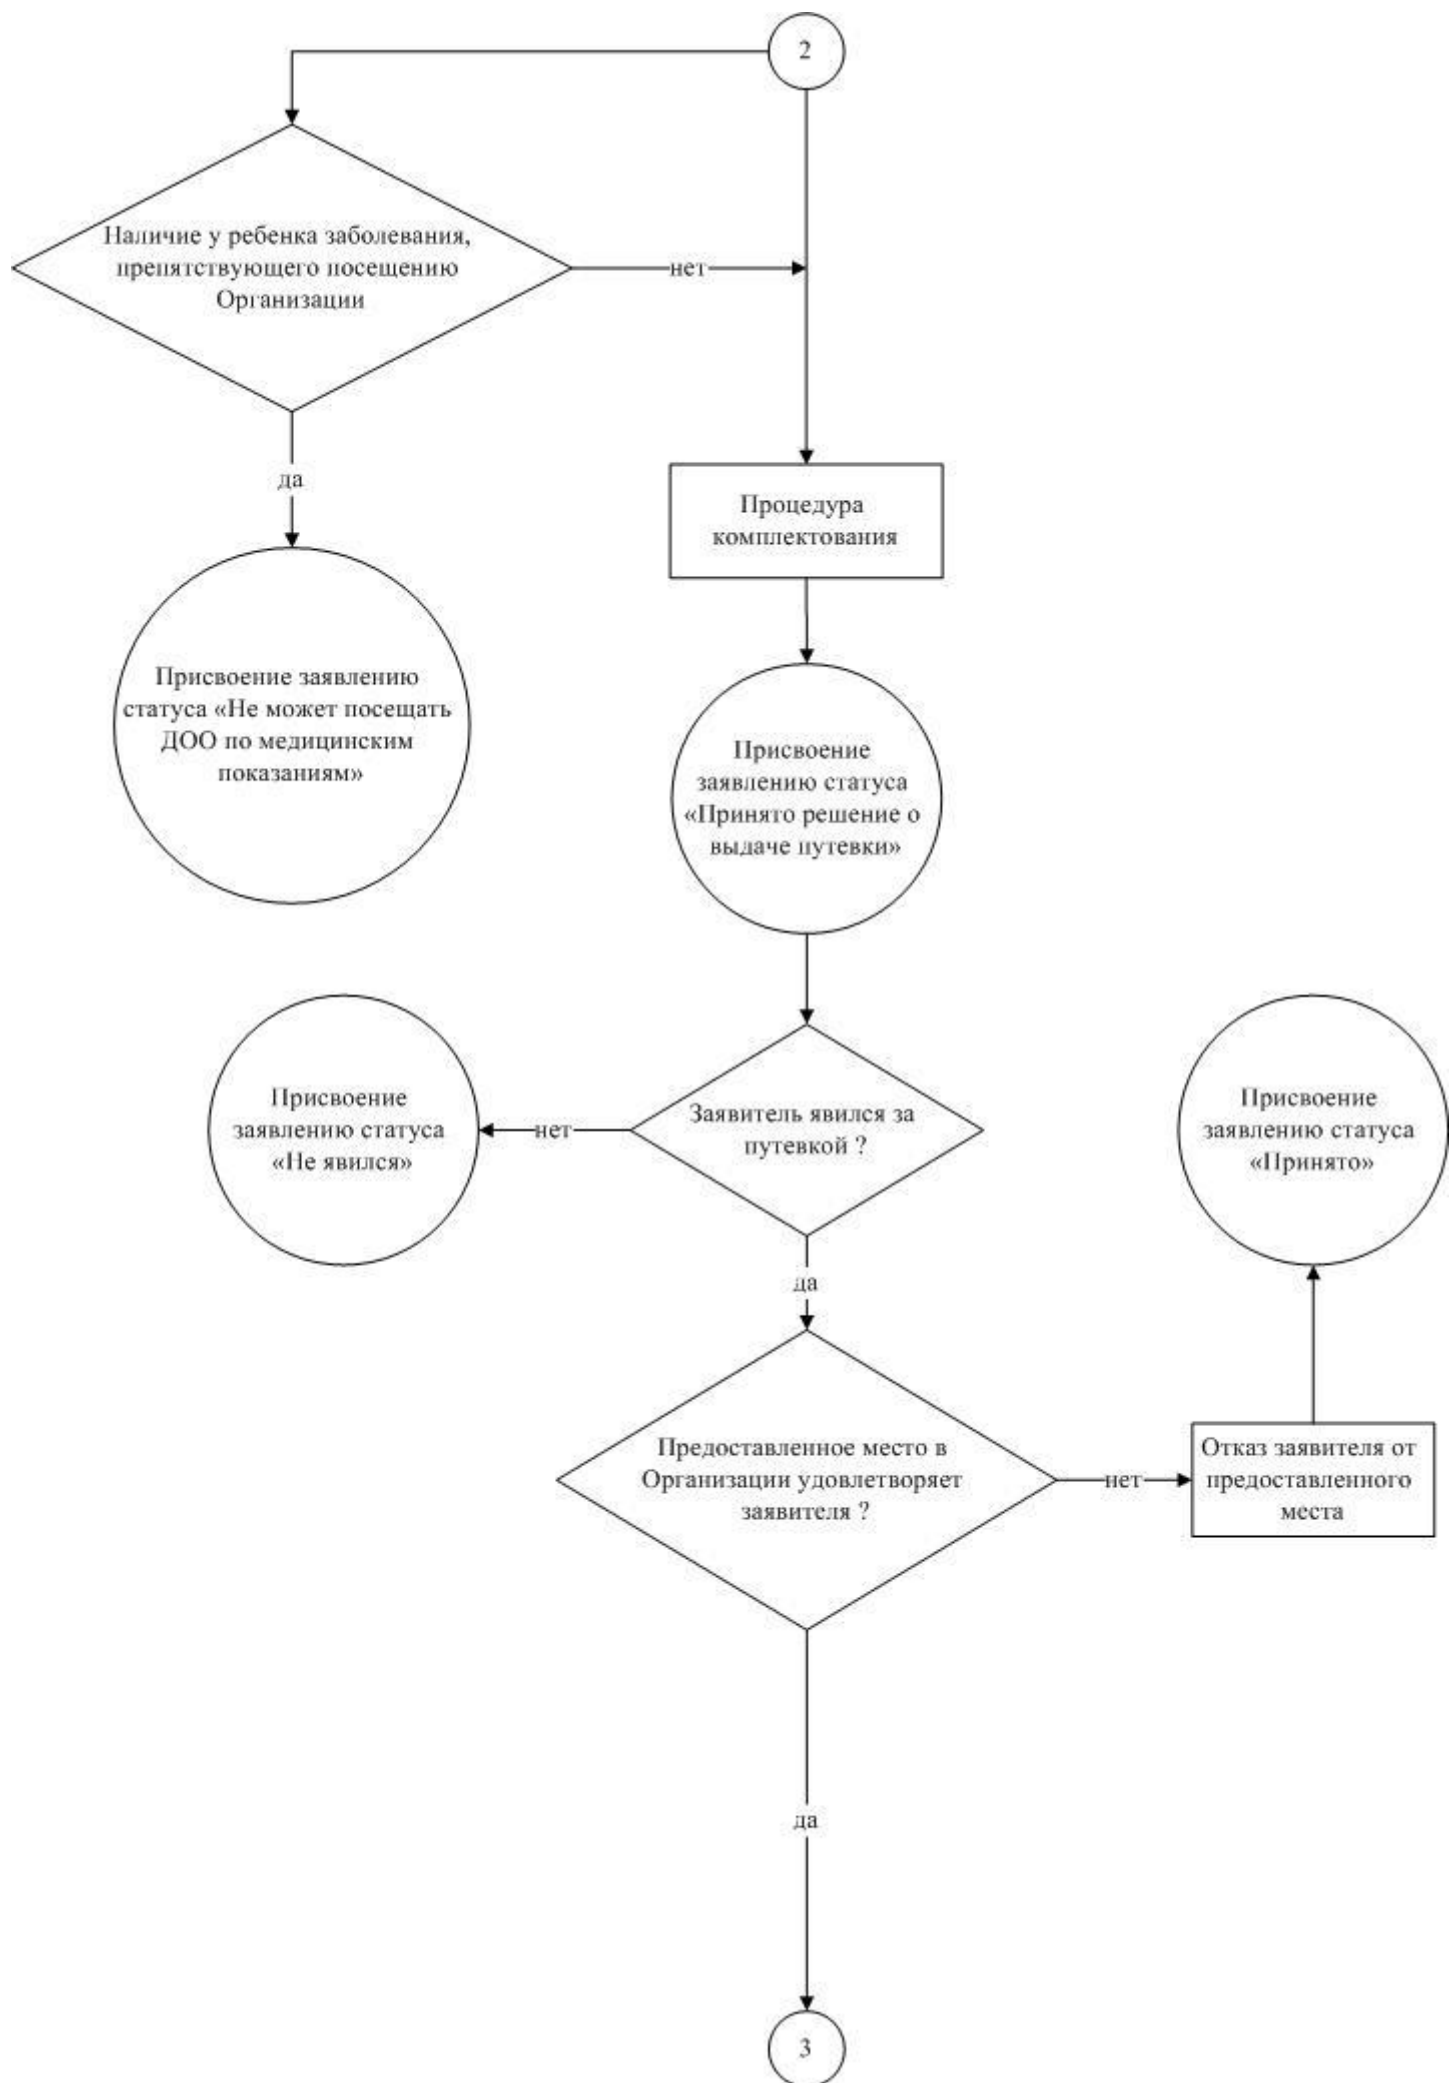 2
Наличие у ребенка заболевания,
препятствующего посещению
Организации
нет
да
Процедура
комплектования
Присвоение заявлению
статуса «Не может посещать
ДОО по медицинским
показаниям»
Присвоение
заявлению статуса
«Принято решение о
выдаче путевки»
Присвоение
заявлению статуса
«Не явился»
нет
Заявитель явился за
путевкой ?
Присвоение
заявлению статуса
«Принято»
да
Предоставленное место в
Организации удовлетворяет
заявителя ?
нет
Отказ заявителя от
предоставленного
места
да
3